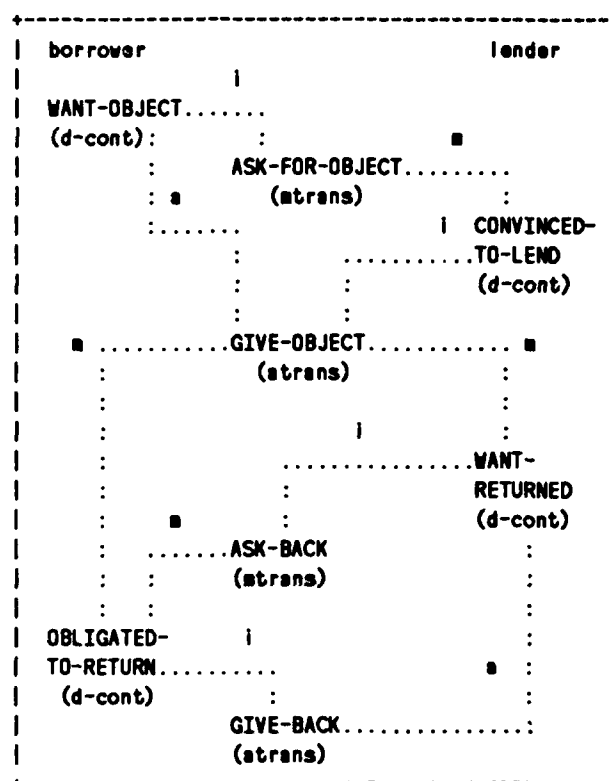 borrower lender
i
WANT-OBJECT.......
(d-cont): : m
: ASK-FOR-OBJECT.........
: a (mtrans) :
:....... i CONVINCED-
: ...........TO-LEND
: : (d-cont)
: :
m ...........GIVE-OBJECT............ m
: (atrans) :
: :
: i :
: ................WANT-
: : RETURNED
: m : (d-cont)
: .......ASK-BACK :
: : (mtrans) :
: : :
OBLIGATED- i :
TO-RETURN.......... a :
(d-cont) : :
GIVE-BACK...............:
(atrans)